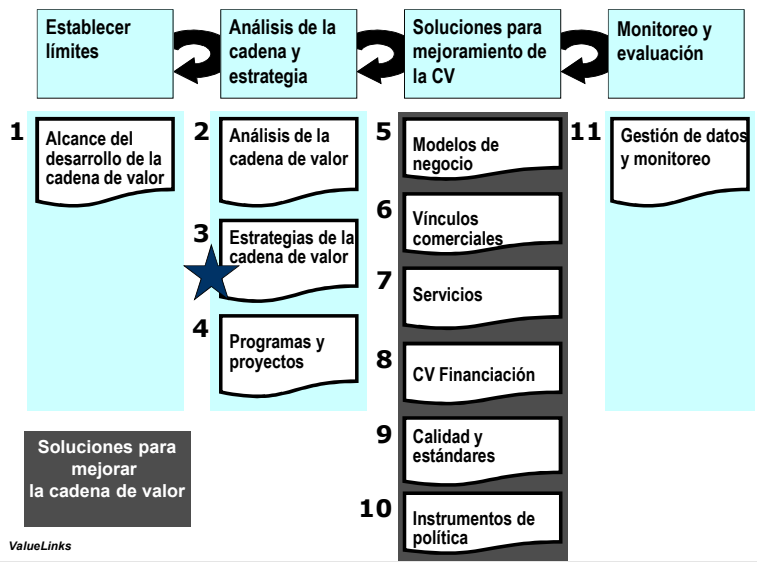 Establecer
límites
Análisis de la
cadena y
estrategia
Soluciones para
mejoramiento de
la CV
Monitoreo y
evaluación
1
Alcance del
desarrollo de la
cadena de valor
2
Análisis de la
cadena de valor
3
Estrategias de la
cadena de valor
4
Programas y
proyectos
5
Modelos de
negocio
6
Vínculos
comerciales
7
Servicios
8
CV Financiación
9
Calidad y
estándares
10
Instrumentos de
política
11
Gestión de datos
y monitoreo
Soluciones para
mejorar
la cadena de valor
ValueLinks